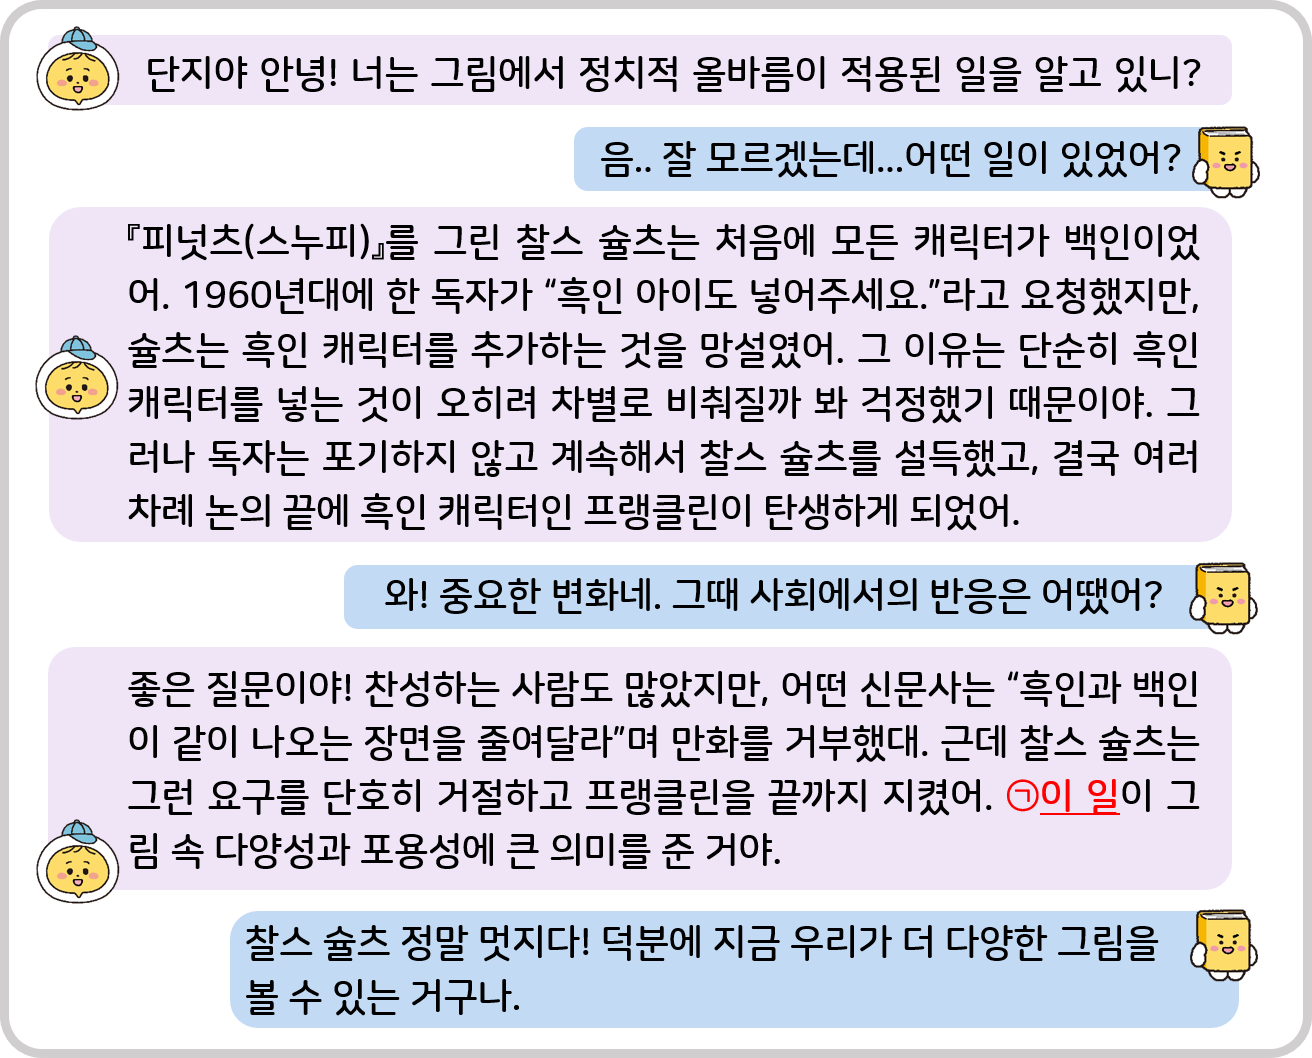 단지야 안녕! 너는 그림에서 정치적 올바름이 적용된 일을 알고 있니?
음.. 잘 모르겠는데...어떤 일이 있었어?
『피넛츠(스누피)』를 그린 찰스 슐츠는 처음에 모든 캐릭터가 백인이었
어. 1960년대에 한 독자가 “흑인 아이도 넣어주세요.”라고 요청했지만,
슐츠는 흑인 캐릭터를 추가하는 것을 망설였어. 그 이유는 단순히 흑인
캐릭터를 넣는 것이 오히려 차별로 비춰질까 봐 걱정했기 때문이야. 그
러나 독자는 포기하지 않고 계속해서 찰스 슐츠를 설득했고, 결국 여러
차례 논의 끝에 흑인 캐릭터인 프랭클린이 탄생하게 되었어.
와! 중요한 변화네. 그때 사회에서의 반응은 어땠어?
좋은 질문이야! 찬성하는 사람도 많았지만, 어떤 신문사는 “흑인과 백인
이 같이 나오는 장면을 줄여달라”며 만화를 거부했대. 근데 찰스 슐츠는
그런 요구를 단호히 거절하고 프랭클린을 끝까지 지켰어. ㉠이 일이 그
림 속 다양성과 포용성에 큰 의미를 준 거야.
찰스 슐츠 정말 멋지다! 덕분에 지금 우리가 더 다양한 그림을
볼 수 있는 거구나.